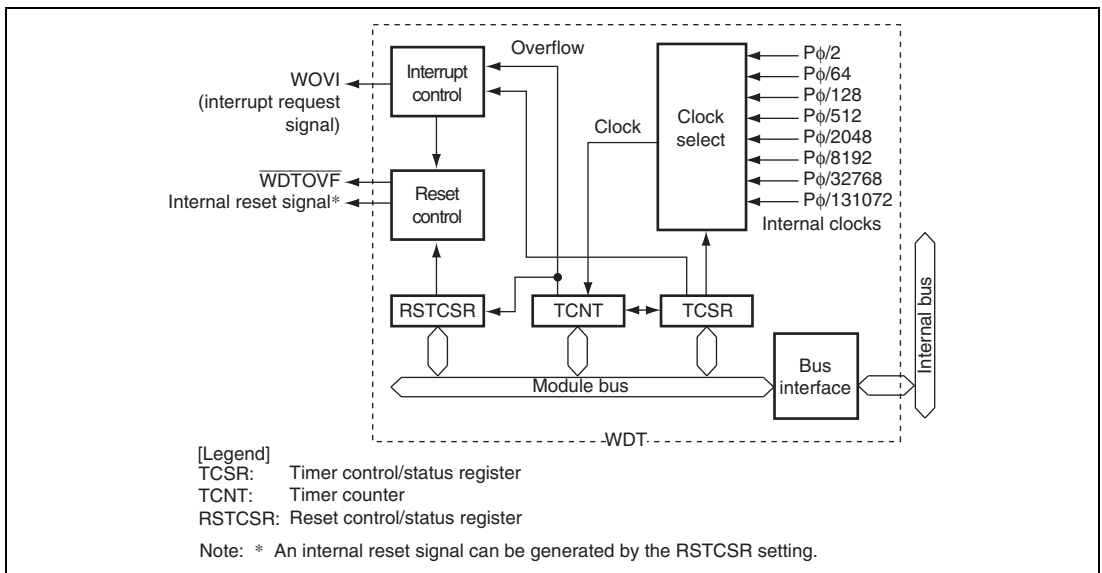 Overflow
Interrupt
control
WOVI
(interrupt request
signal)
WDTOVF
Internal reset signal*
Reset
control
Clock
Clock
select
Pϕ/2
Pϕ/64
Pϕ/128
Pϕ/512
Pϕ/2048
Pϕ/8192
Pϕ/32768
Pϕ/131072
Internal clocks
RSTCSR
TCNT
TCSR
Module bus
Bus
interface
Internal bus
WDT
[Legend]
TCSR: Timer control/status register
TCNT: Timer counter
RSTCSR: Reset control/status register
Note: * An internal reset signal can be generated by the RSTCSR setting.